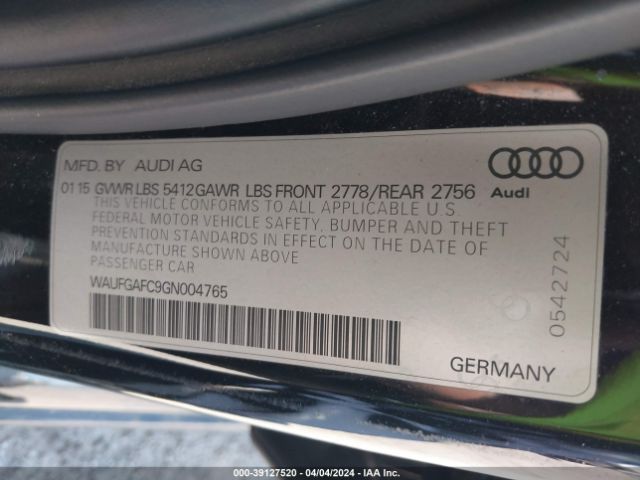 MFD. BY AUDI AG
01 15 GVWR LBS 5412 GAWR LBS FRONT 2778/REAR 2756
THIS VEHICLE CONFORMS TO ALL APPLICABLE U.S.
FEDERAL MOTOR VEHICLE SAFETY, BUMPER AND THEFT
PREVENTION STANDARDS IN EFFECT ON THE DATE OF
MANUFACTURE SHOWN ABOVE
PASSENGER CAR
WAUFGAFC9GN004765
Audi
0542724
GERMANY
000-39127520 - 04/04/2024 - IAA Inc.